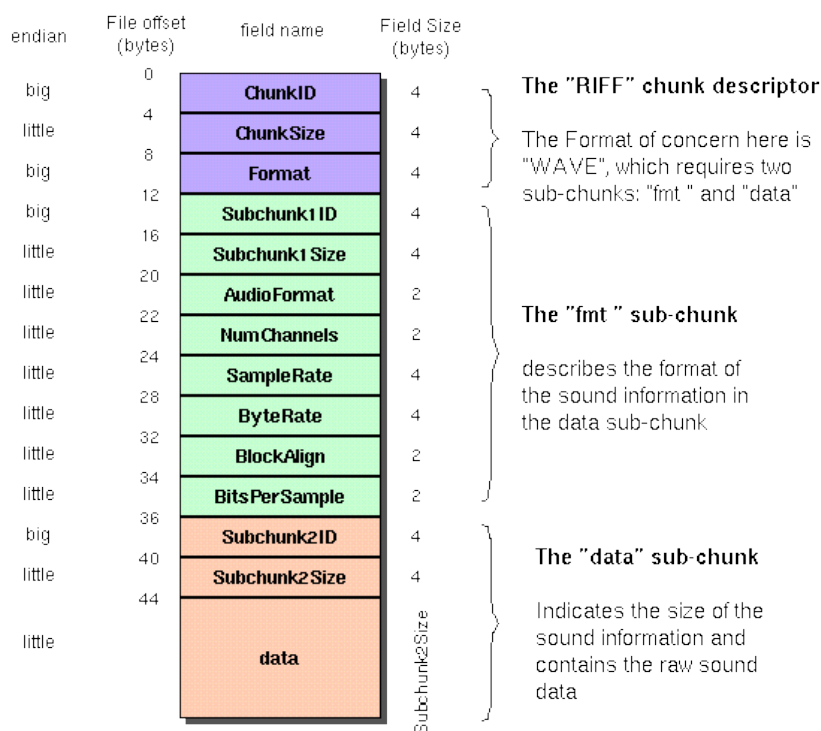 endian
File offset
(bytes)
field name
Field Size
(bytes)
0
big
ChunkID
4
4
little
ChunkSize
4
8
big
Format
4
12
big
Subchunk1ID
4
16
little
Subchunk1Size
4
20
little
AudioFormat
2
22
little
NumChannels
2
24
little
SampleRate
4
28
little
ByteRate
4
32
little
BlockAlign
2
34
little
BitsPerSample
2
36
big
Subchunk2ID
4
40
little
Subchunk2Size
4
44
little
data
Subchunk2Size
The "RIFF" chunk descriptor
The Format of concern here is
"WAVE", which requires two
sub-chunks: "fmt " and "data"
The "fmt " sub-chunk
describes the format of
the sound information in
the data sub-chunk
The "data" sub-chunk
Indicates the size of the
sound information and
contains the raw sound
data